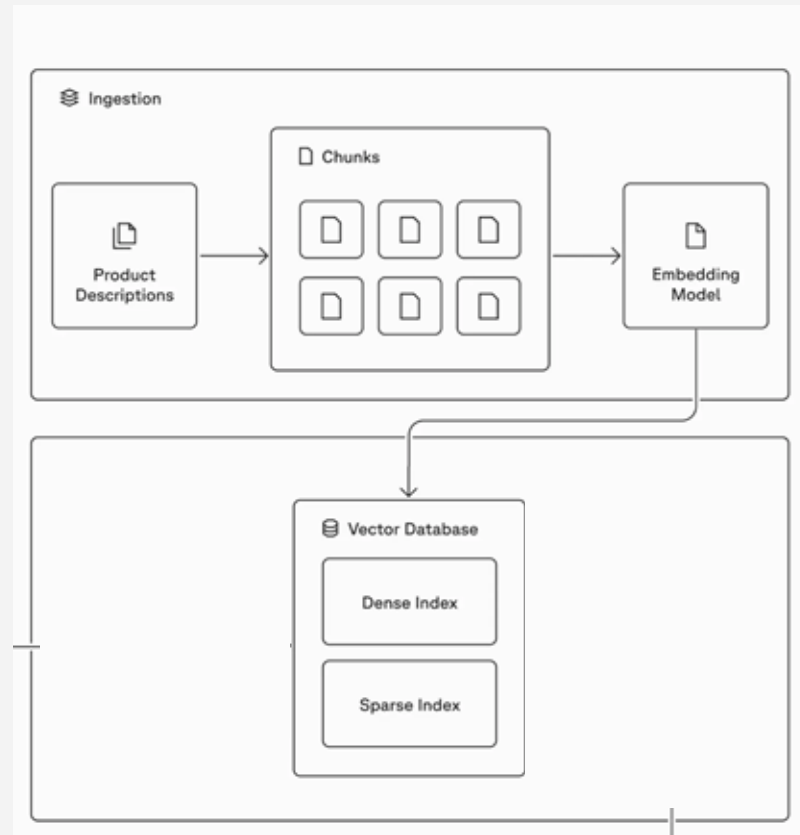 Ingestion
Chunks
Product
Descriptions
Embedding
Model
Vector Database
Dense Index
Sparse Index